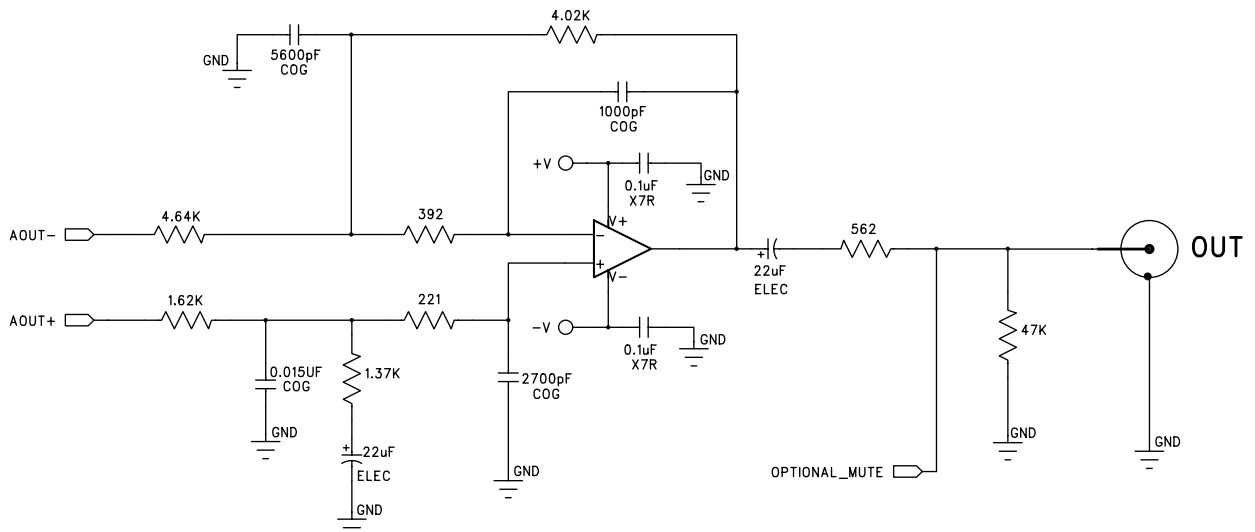 4.02K
GND
5600pF
COG
1000pF
COG
+V
GND
0.1uF
X7R
4.64K
392
V+
AOUT-
-
562
OUT
+
+
22uF
ELEC
V-
1.62K
221
AOUT+
-V
GND
0.1uF
X7R
47K
0.015UF
COG
1.37K
2700pF
COG
GND
+
22uF
ELEC
GND
GND
GND
OPTIONAL_MUTE
GND